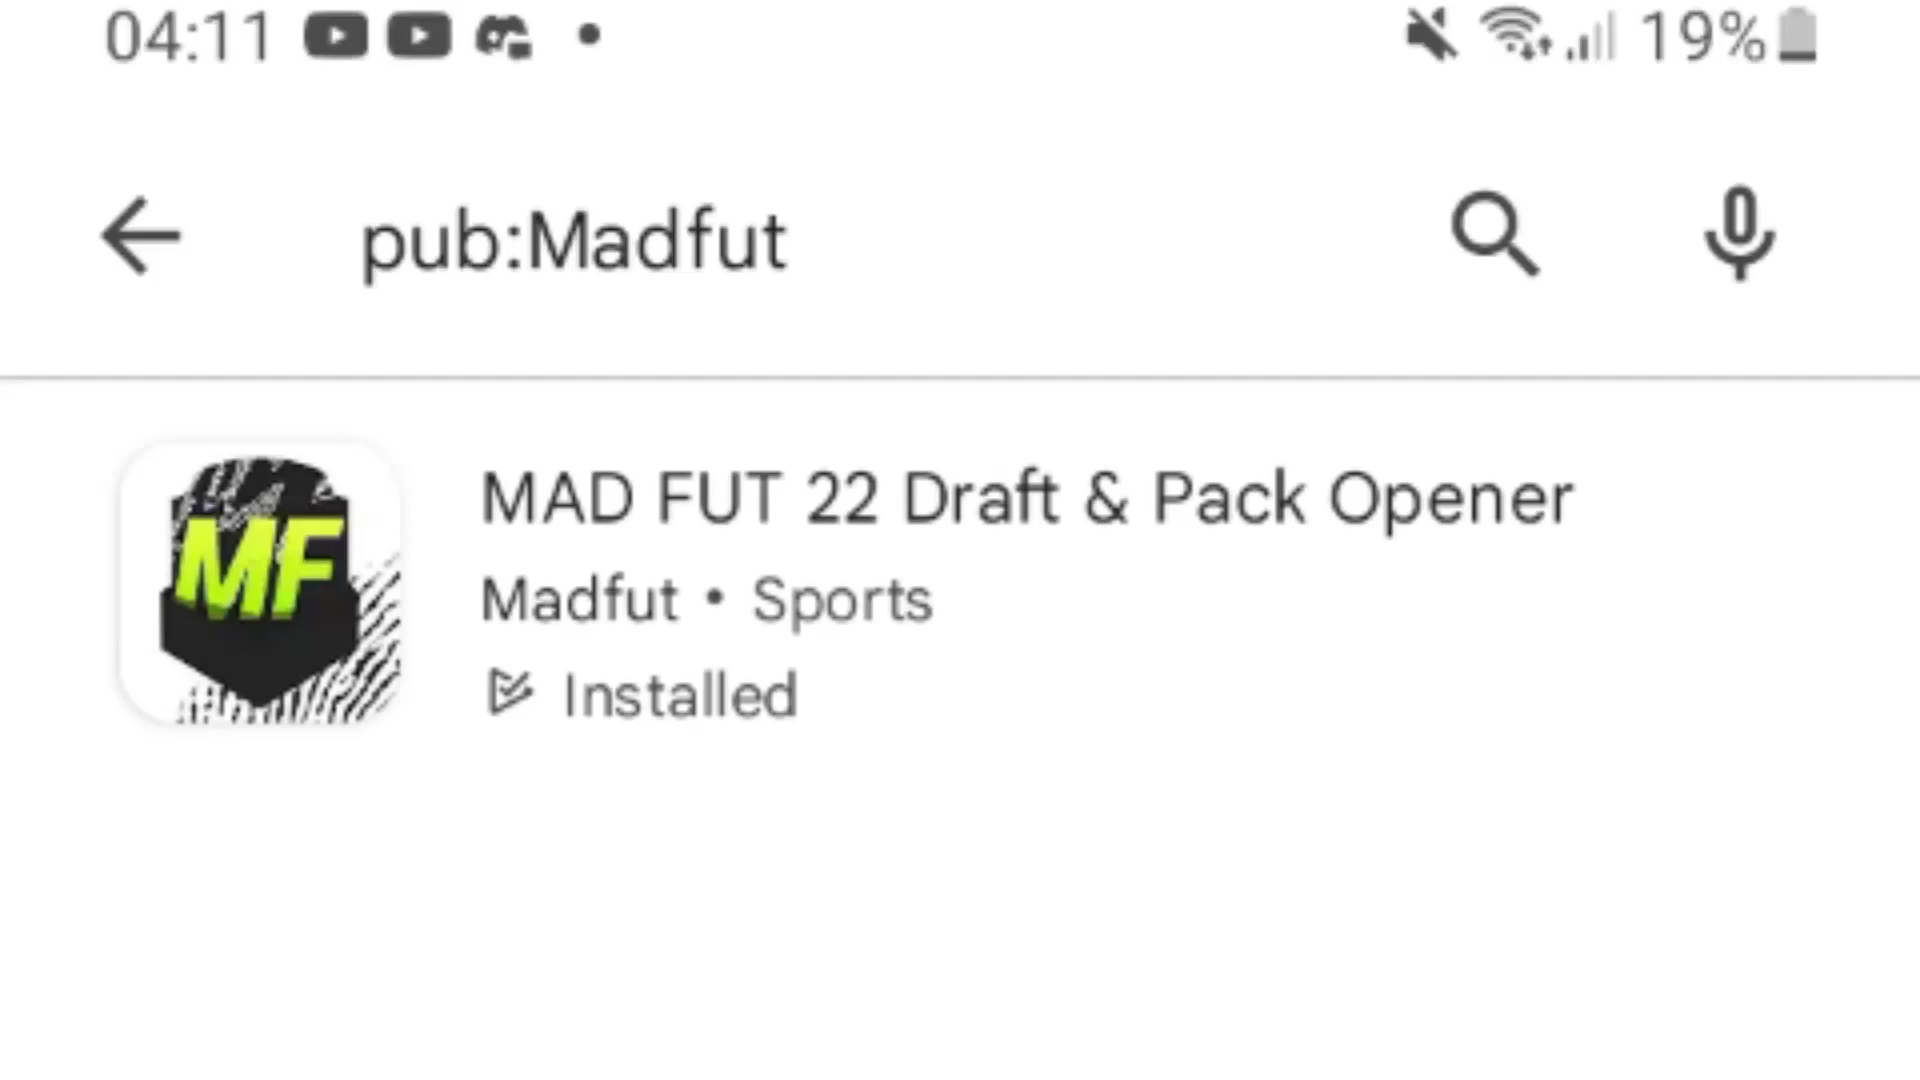 04:11 19%
pub:Madfut
MF
MAD FUT 22 Draft & Pack Opener
Madfut • Sports
Installed